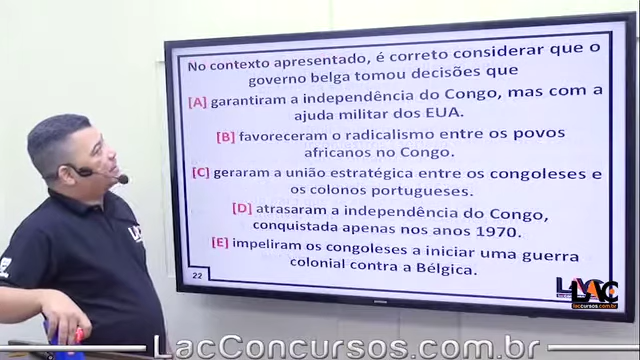 No contexto apresentado, é correto considerar que o
governo belga tomou decisões que
[A] garantiram a independência do Congo, mas com a
ajuda militar dos EUA.
[B] favoreceram o radicalismo entre os povos
africanos no Congo.
[C] geraram a união estratégica entre os congoleses e
os colonos portugueses.
[D] atrasaram a independência do Congo,
conquistada apenas nos anos 1970.
[E] impeliram os congoleses a iniciar uma guerra
colonial contra a Bélgica.
22
LAC
laccursos.com.br
LacConcursos.com.br